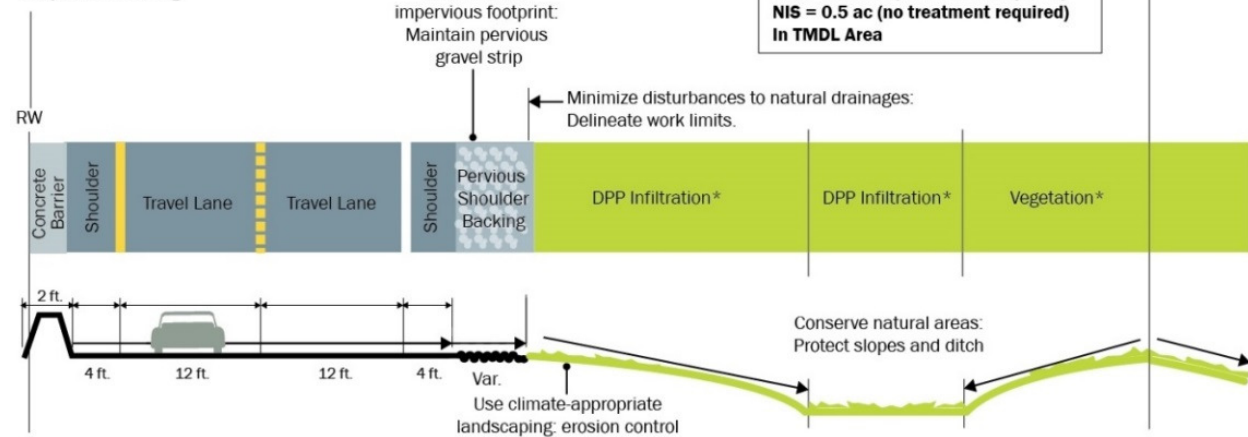 impervious footprint:
Maintain pervious
gravel strip
NIS = 0.5 ac (no treatment required)
In TMDL Area
Minimize disturbances to natural drainages:
Delineate work limits.
RW
Concrete
Barrier
Shoulder
Travel Lane
Travel Lane
Shoulder
Pervious
Shoulder
Backing
DPP Infiltration*
DPP Infiltration*
Vegetation*
2 ft.
4 ft.
12 ft.
12 ft.
4 ft.
Var.
Conserve natural areas:
Protect slopes and ditch
Use climate-appropriate
landscaping: erosion control